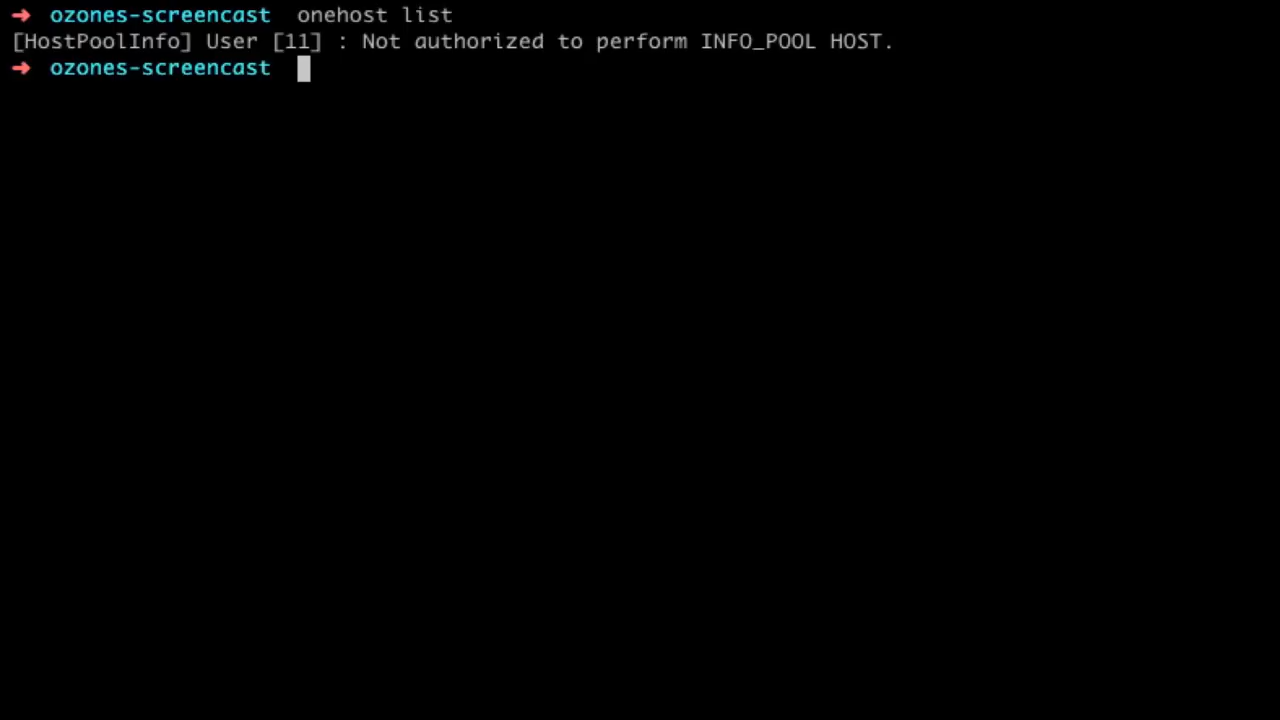 ➜ ozones-screencast onehost list
[HostPoolInfo] User [11] : Not authorized to perform INFO_POOL HOST.
➜ ozones-screencast